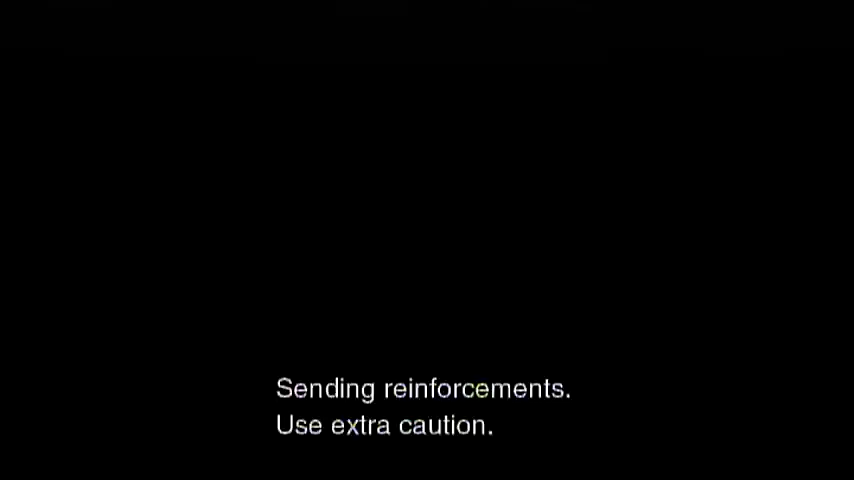 Sending reinforcements.
Use extra caution.